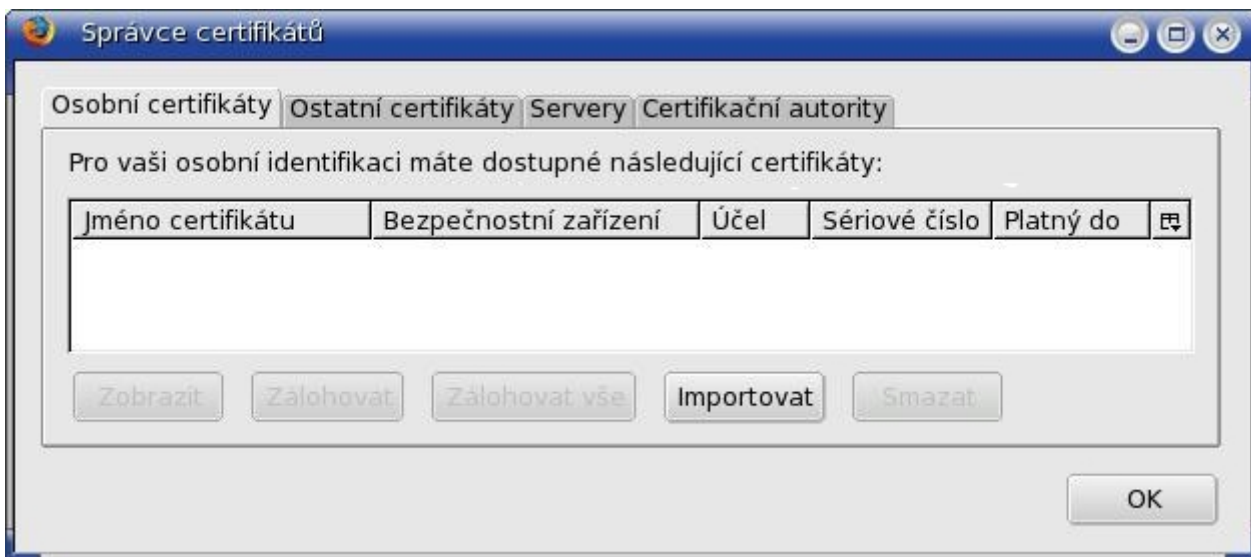 Správce certifikátů
Osobní certifikáty Ostatní certifikáty Servery Certifikační autority
Pro vaši osobní identifikaci máte dostupné následující certifikáty:
Jméno certifikátu Bezpečnostní zařízení Účel Sériové číslo Platný do
Zobrazit Zálohovat Zálohovat vše Importovat Smazat
OK